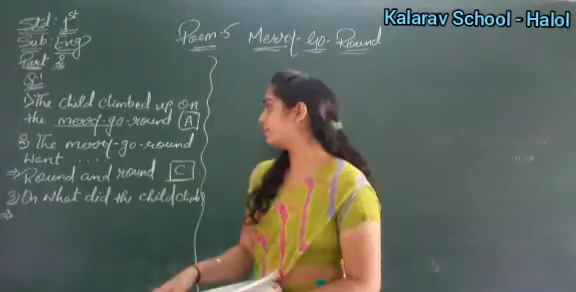 Kalarav School - Halol
Std : 1st
Sub : Eng
Part 2
Poem-5 Merry-Go-Round
Q:1
1) The child climbed up on
the merry-go-round A
2) The merry-go-round
went ....
⇒ Round and round C
3) On what did the child climb
⇒